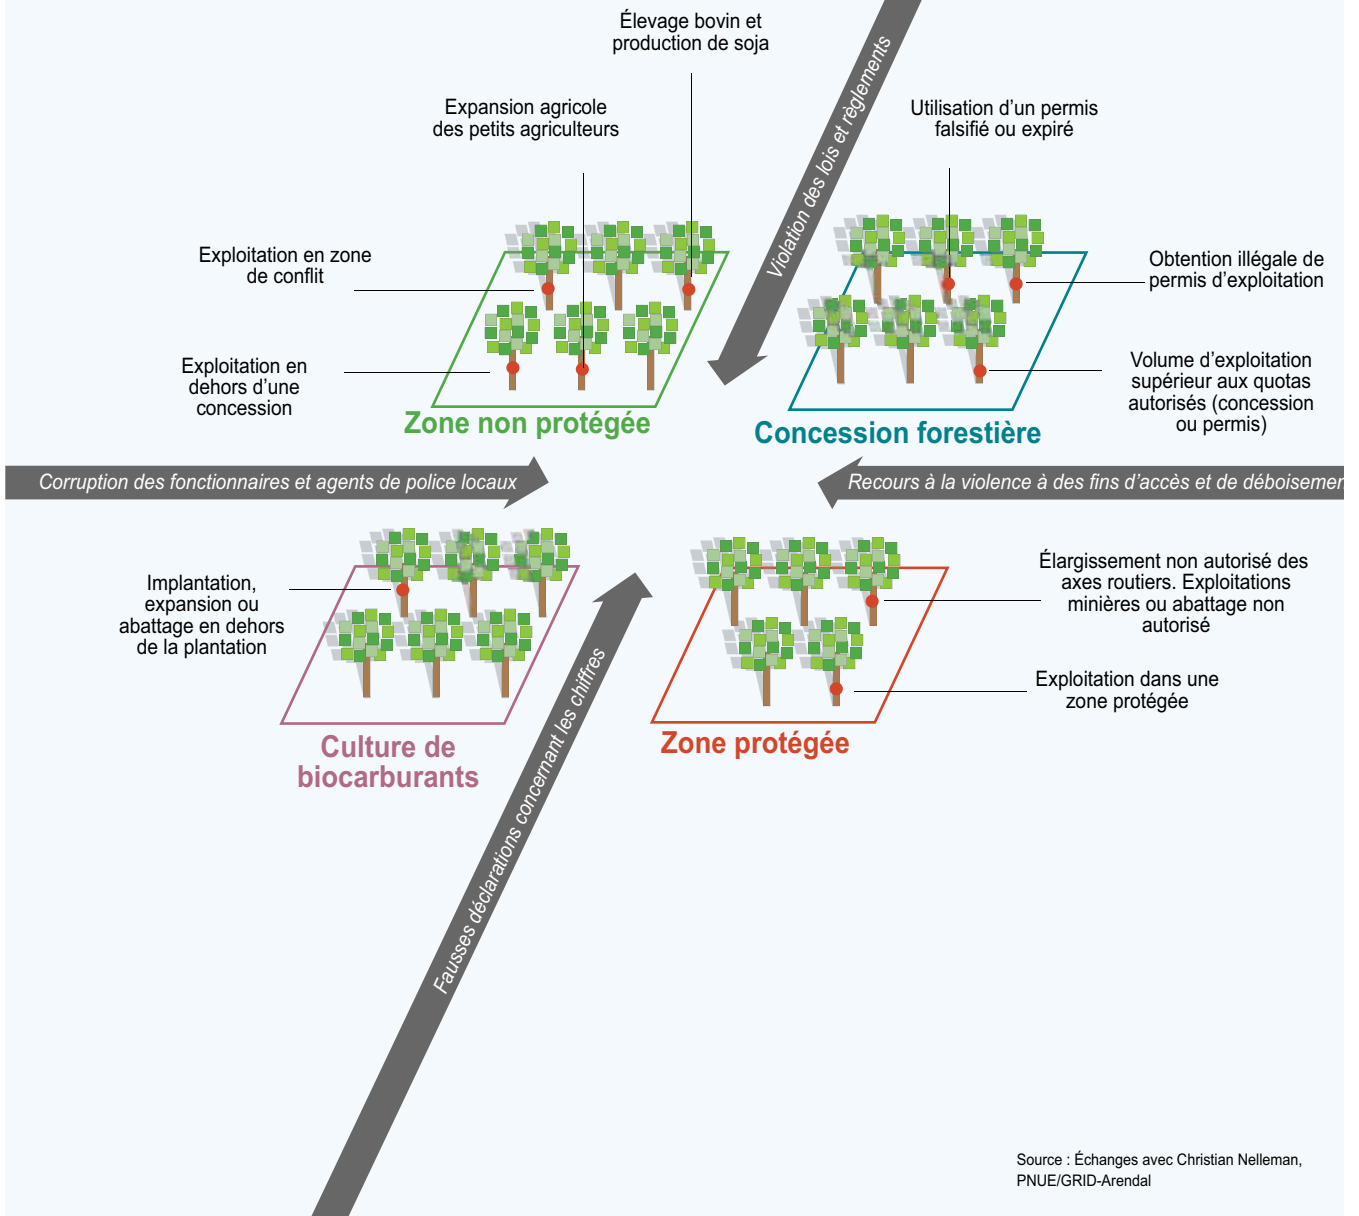 Élevage bovin et
production de soja
Expansion agricole
des petits agriculteurs
Utilisation d’un permis
falsifié ou expiré
Violation des lois et règlements
Exploitation en zone
de conflit
Obtention illégale de
permis d’exploitation
Exploitation en
dehors d’une
concession
Volume d’exploitation
supérieur aux quotas
autorisés (concession
ou permis)
Zone non protégée
Concession forestière
Corruption des fonctionnaires et agents de police locaux
Recours à la violence à des fins d’accès et de déboisemen
Implantation,
expansion ou
abattage en dehors
de la plantation
Élargissement non autorisé des
axes routiers. Exploitations
minières ou abattage non
autorisé
Exploitation dans une
zone protégée
Culture de
biocarburants
Zone protégée
Fausses déclarations concernant les chiffres
Source : Échanges avec Christian Nelleman,
PNUE/GRID-Arendal